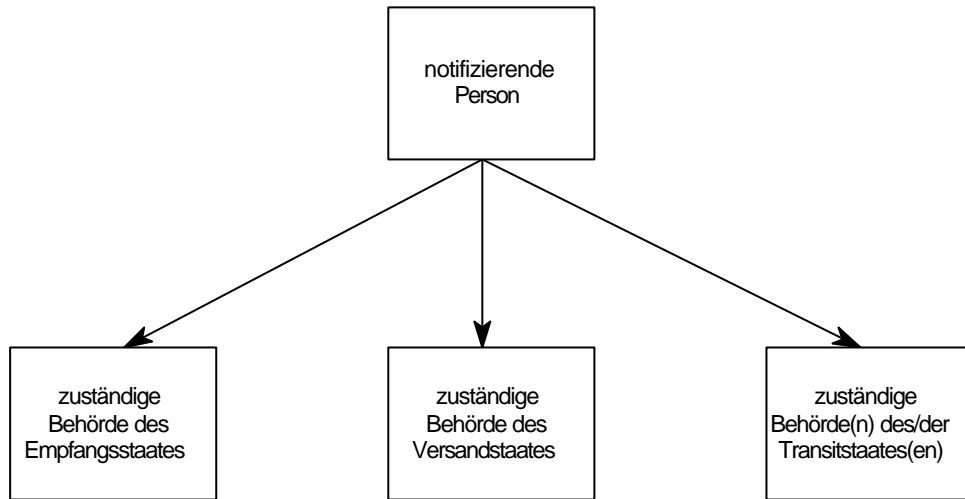 notifizierende
Person
zuständige
Behörde des
Empfangsstaates
zuständige
Behörde des
Versandstaates
zuständige
Behörde(n) des/der
Transitstaates(en)